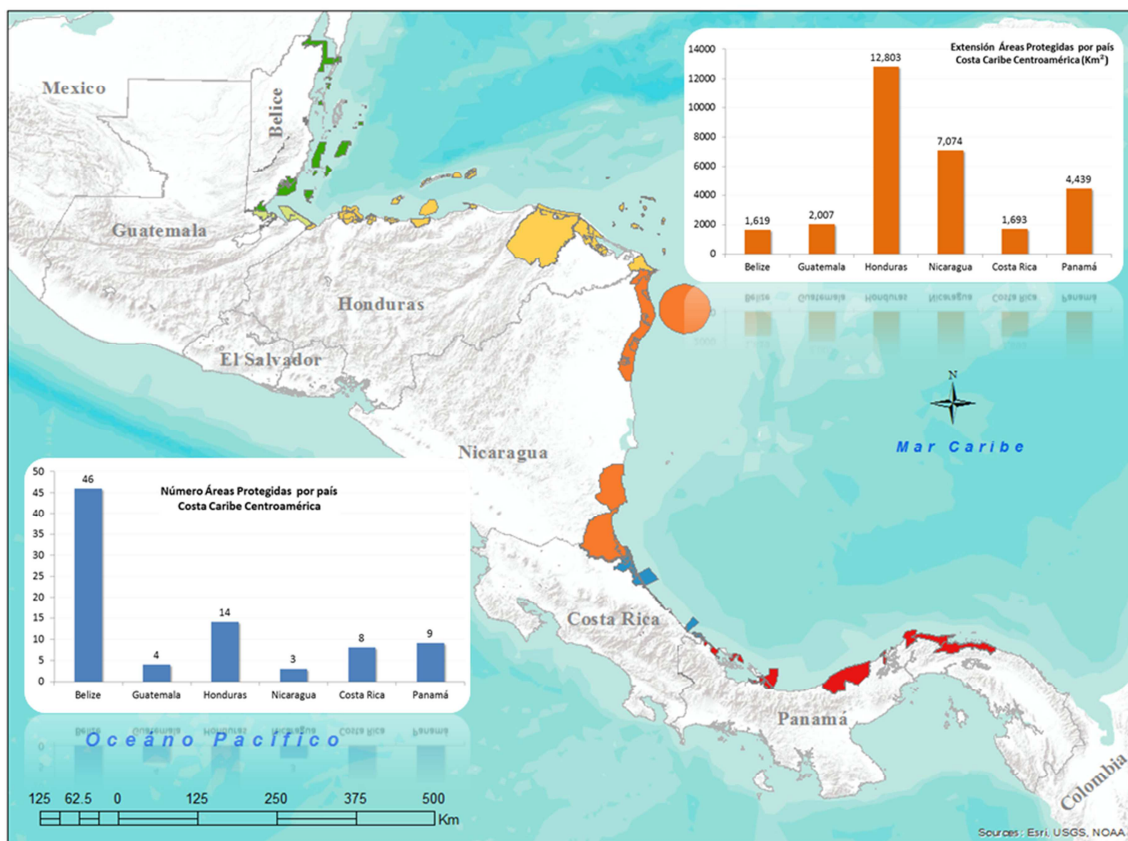 Mexico
Belice
Guatemala
Honduras
El Salvador
Nicaragua
Costa Rica
Panamá
Colombia
Mar Caribe
Oceáno Pacífico
N
Extensión Áreas Protegidas por país
Costa Caribe Centroamérica (Km²)
14000
12000
10000
8000
6000
4000
2000
0
1,619
2,007
12,803
7,074
1,693
4,439
Belize Guatemala Honduras Nicaragua Costa Rica Panamá
Número Áreas Protegidas por país
Costa Caribe Centroamérica
50
45
40
35
30
25
20
15
10
5
0
46
4
14
3
8
9
Belize Guatemala Honduras Nicaragua Costa Rica Panamá
125 62.5 0 125 250 375 500
Km
Sources: Esri, USGS, NOAA